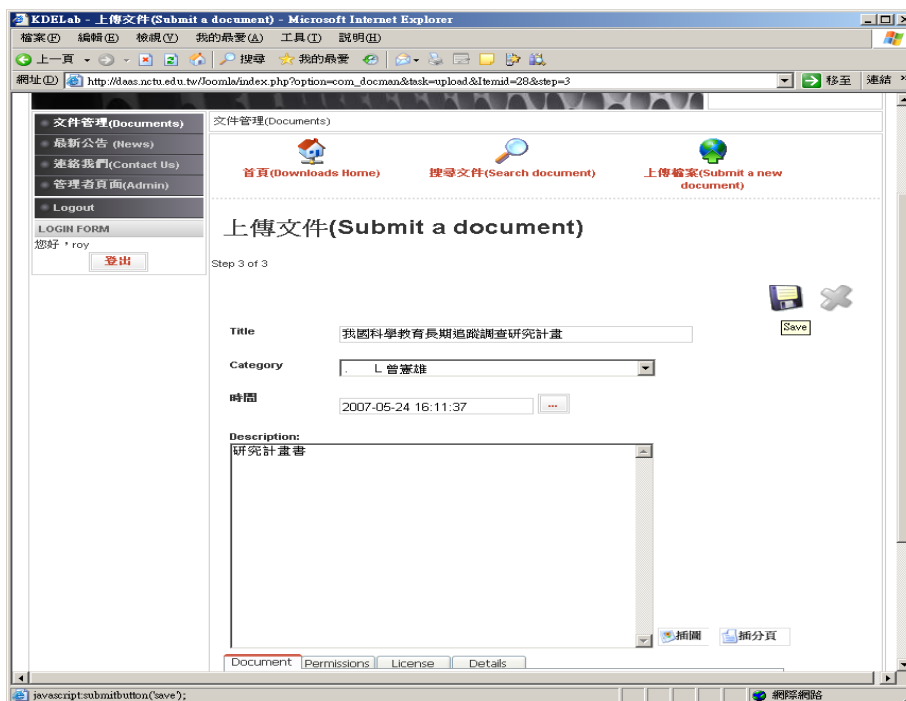 KDELab - 上傳文件(Submit a document) - Microsoft Internet Explorer
檔案(F) 編輯(E) 檢視(V) 我的最愛(A) 工具(T) 說明(H)
上一頁 搜尋 我的最愛
網址(D) http://daas.nctu.edu.tw/Joomla/index.php?option=com_docman&task=upload&Itemid=28&step=3 移至 連結 »
文件管理(Documents)
最新公告 (News)
連絡我們(Contact Us)
管理者頁面(Admin)
Logout
LOGIN FORM
您好，roy
登出
文件管理(Documents)
首頁(Downloads Home) 搜尋文件(Search document) 上傳檔案(Submit a new
document)
上傳文件(Submit a document)
Step 3 of 3
Save
Title 我國科學教育長期追蹤調查研究計畫
Category . L 曾憲雄
時間 2007-05-24 16:11:37 ...
Description:
研究計畫書
插圖 插分頁
Document Permissions License Details
javascript:submitbutton('save'); 網際網路